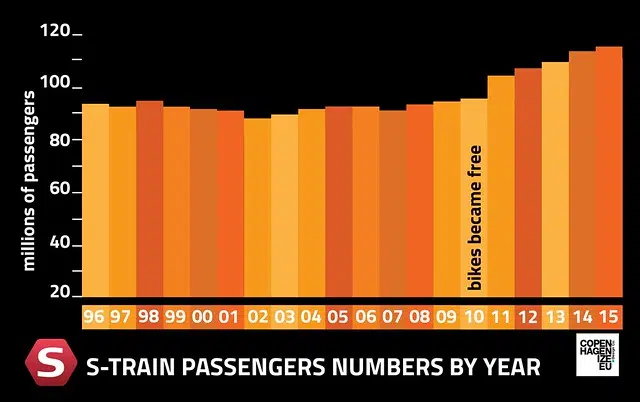 120
100
80
60
40
20
millions of passengers
bikes became free
96 97 98 99 00 01 02 03 04 05 06 07 08 09 10 11 12 13 14 15
S
S-TRAIN PASSENGERS NUMBERS BY YEAR
COPEN
HAGEN
IZE
EU